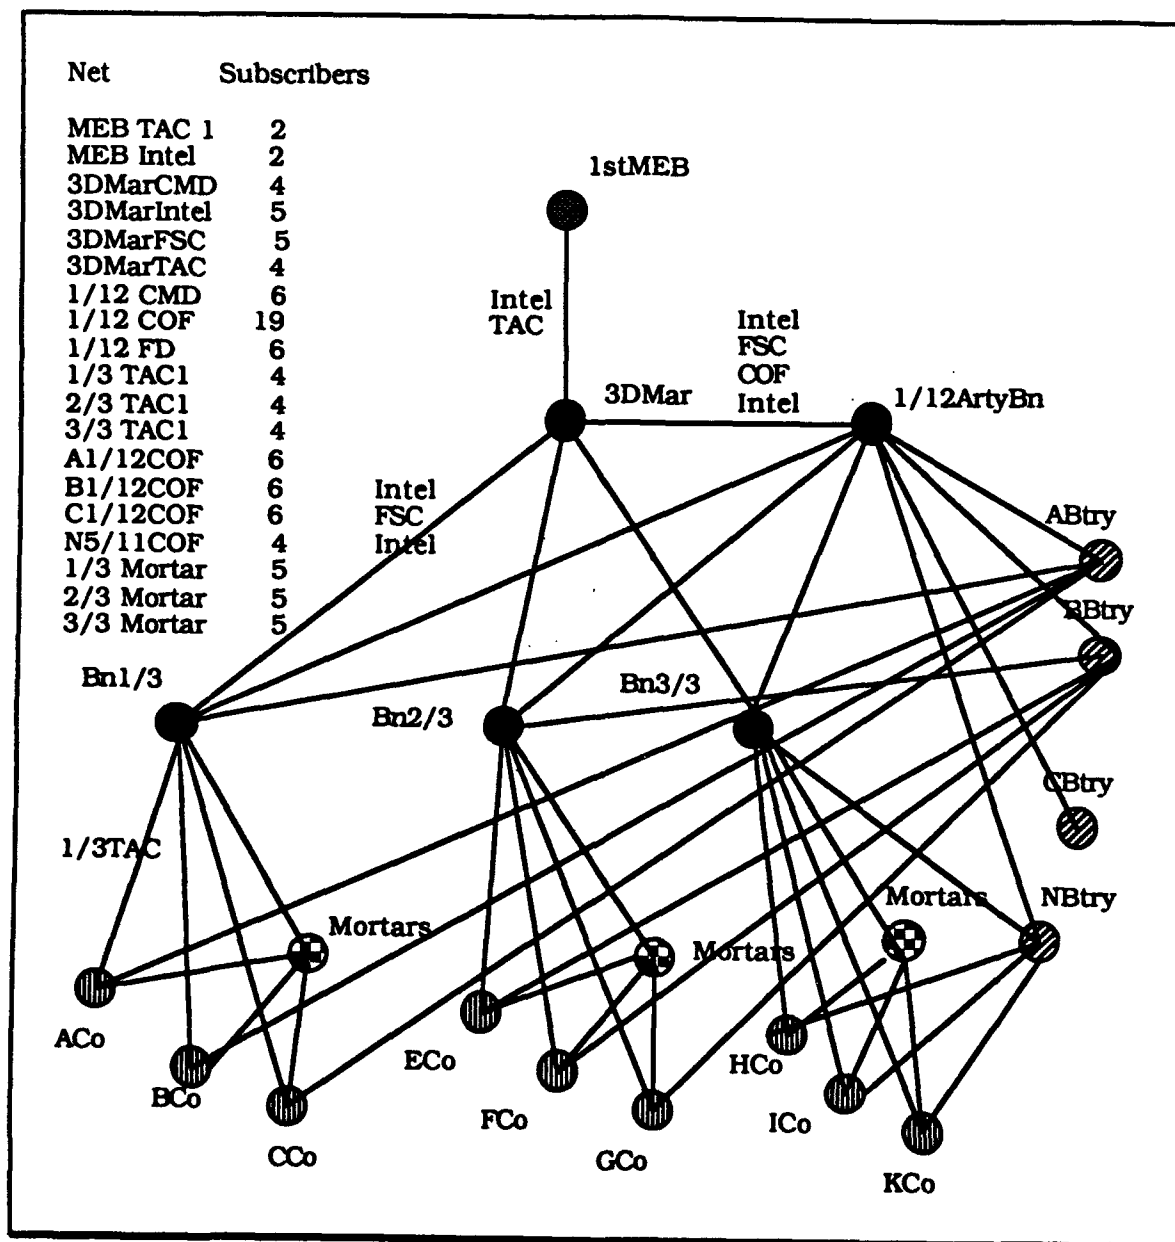 Net Subscribers
MEB TAC 1 2
MEB Intel 2
3DMarCMD 4
3DMarIntel 5
3DMarFSC 5
3DMarTAC 4
1/12 CMD 6
1/12 COF 19
1/12 FD 6
1/3 TAC1 4
2/3 TAC1 4
3/3 TAC1 4
A1/12COF 6
B1/12COF 6
C1/12COF 6
N5/11COF 4
1/3 Mortar 5
2/3 Mortar 5
3/3 Mortar 5
1stMEB
Intel
TAC
Intel
FSC
COF
Intel
3DMar
1/12ArtyBn
Intel
FSC
Intel
ABtry
BBtry
Bn1/3
Bn2/3
Bn3/3
CBtry
1/3TAC
Mortars
Mortars
Mortars
NBtry
ACo
BCo
CCo
ECo
FCo
GCo
HCo
ICo
KCo